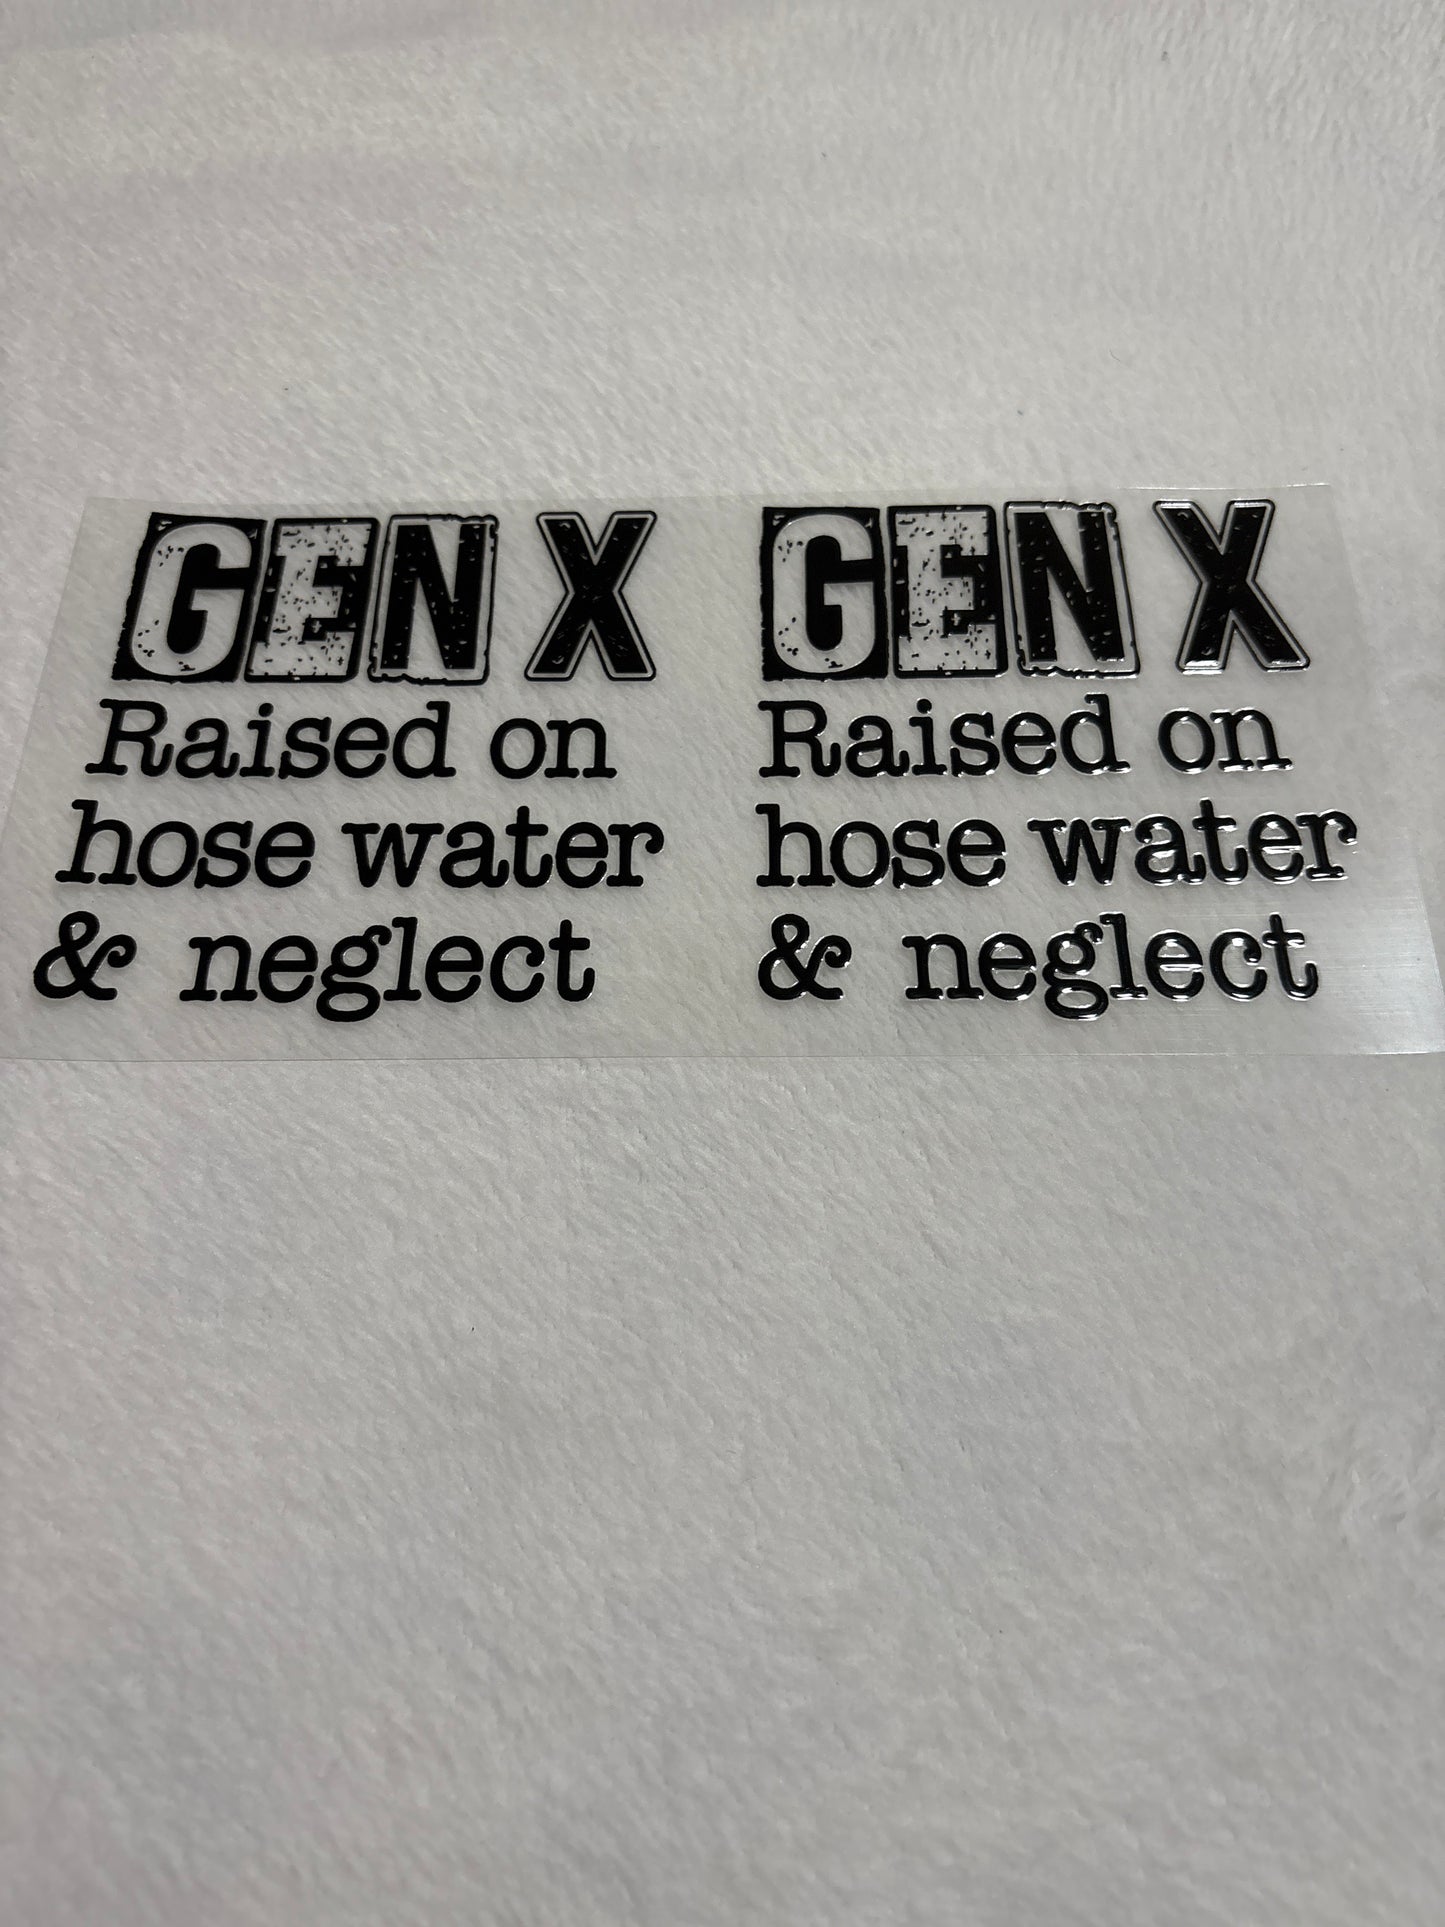 GEN X
Raised on
hose water
& neglect
GEN X
Raised on
hose water
& neglect